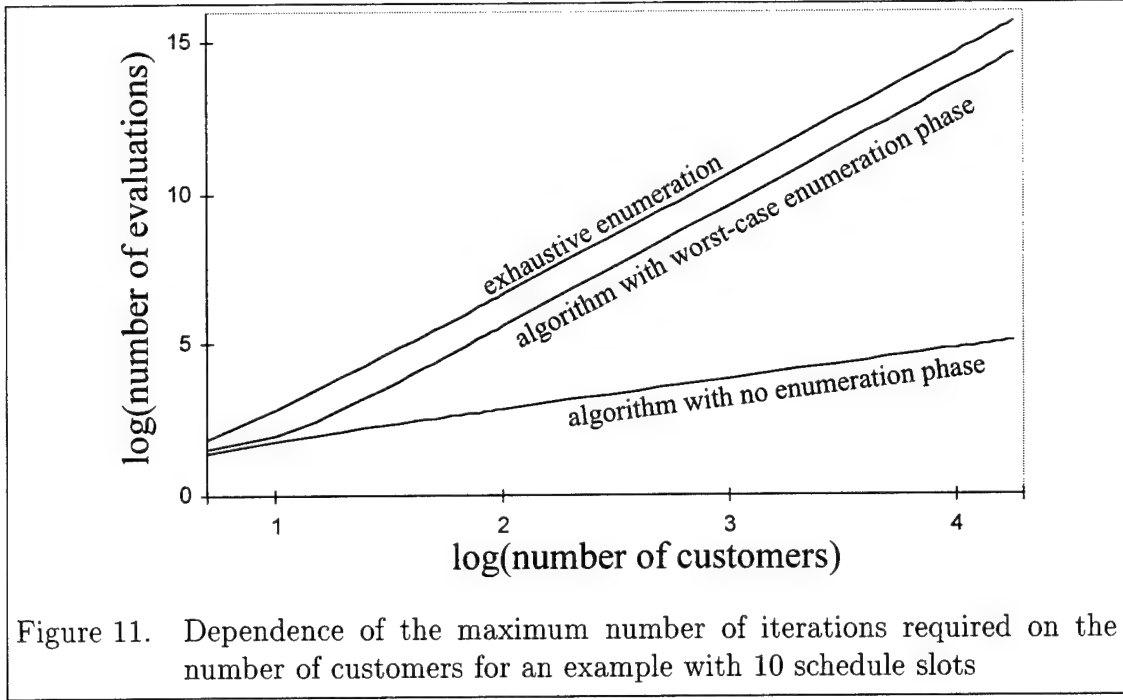 15
10
5
0
log(number of evaluations)
exhaustive enumeration
algorithm with worst-case enumeration phase
algorithm with no enumeration phase
1 2 3 4
log(number of customers)
Figure 11. Dependence of the maximum number of iterations required on the
number of customers for an example with 10 schedule slots